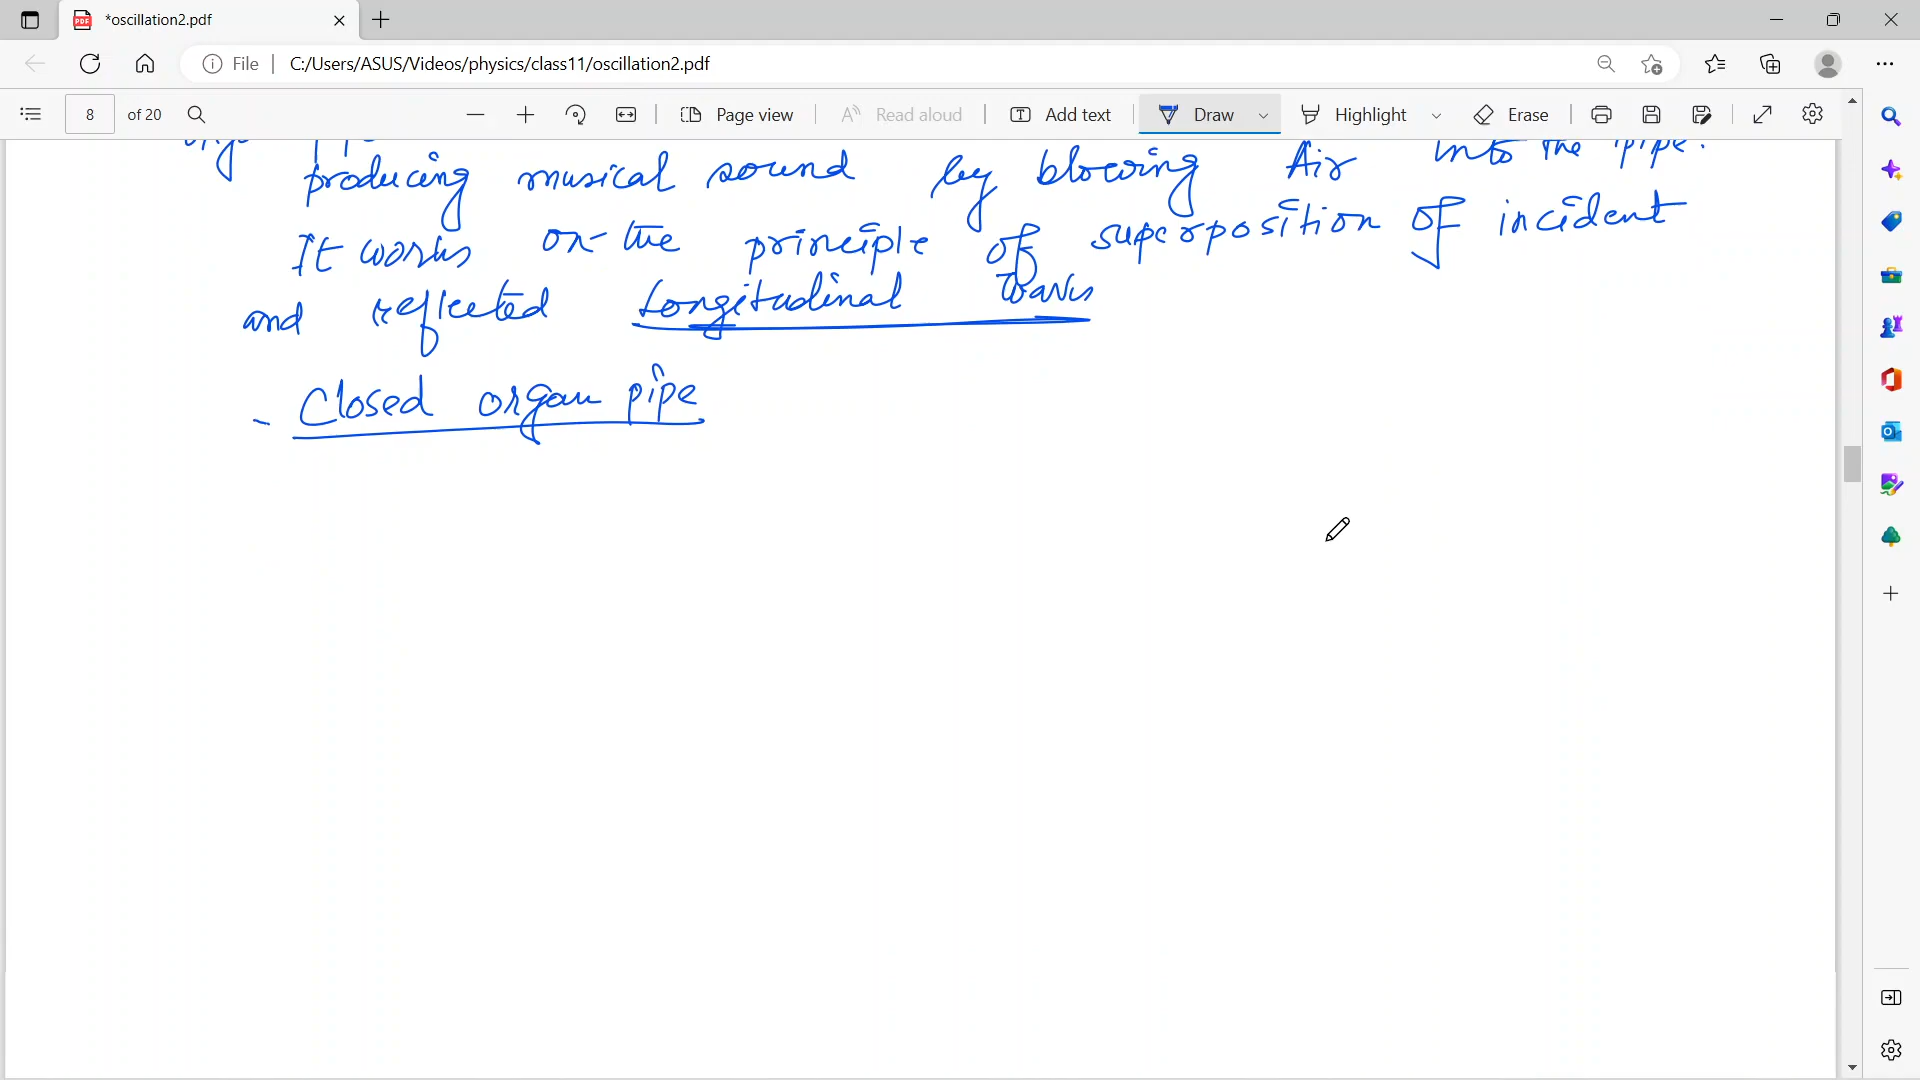 *oscillation2.pdf
File
C:/Users/ASUS/Videos/physics/class11/oscillation2.pdf
8 of 20
Page view
Read aloud
Add text
Draw
Highlight
Erase
producing musical sound by blowing Air into the pipe.
It works on the principle of superposition of incident
and reflected Longitudinal waves
- Closed organ pipe